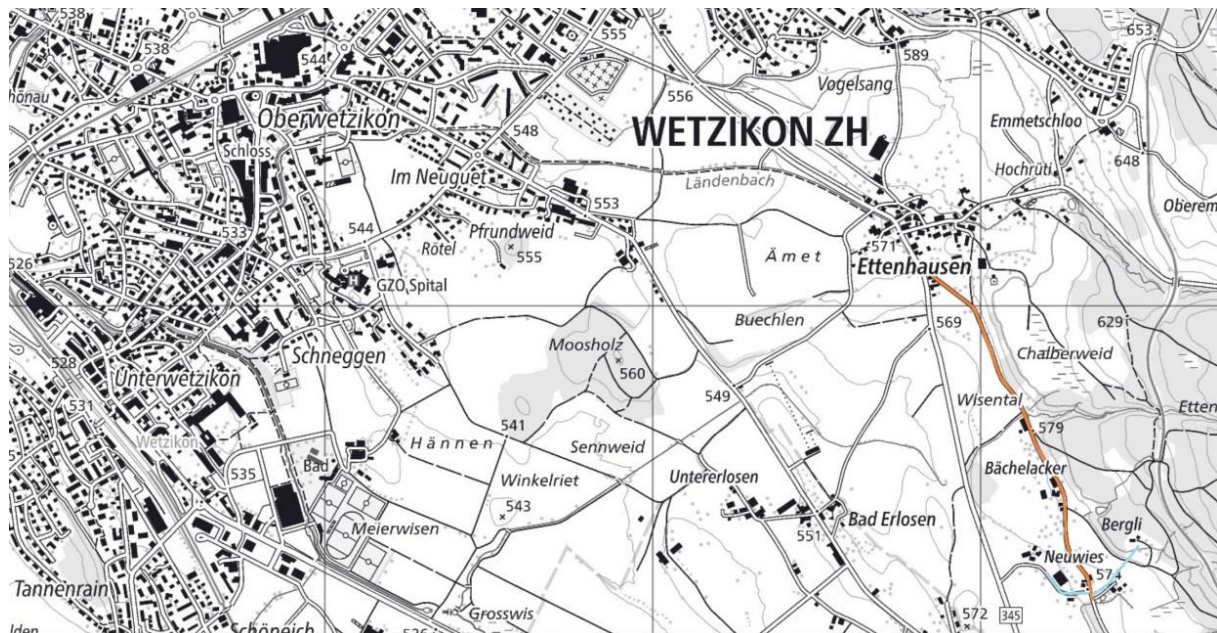 538
538
544
555
653
589
Vogelsang
556
WETZIKON ZH
Emmetschloo
Oberwetzikon
548
Schloss
648
Hochrüti
Im Neuguet
Ländenbach
Oberem
553
533
544
Rötel
Pfrundweid
555
571
Ämet
Ettenhausen
526
H
GZO Spital
Buechlen
569
629
528
Schneggen
Moosholz
560
Chalberweid
Unterwetzikon
531
549
Wisental
Etten
541
579
Wetzikon
Hännen
Sennweid
535
Bad
Winkelriet
Untererlosen
Bächelacker
543
Meierwisen
Bad Erlosen
551
Bergli
Neuwies
57
Tannenrain
Grosswis
572
345
Schöneich
526